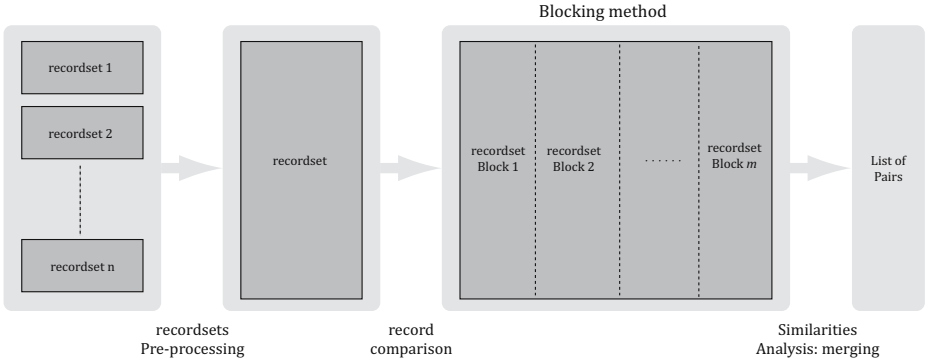 Blocking method
recordset 1
recordset 2
recordset n
recordset
recordset
Block 1
recordset
Block 2
. . . . . .
recordset
Block m
List of
Pairs
recordsets
Pre-processing
record
comparison
Similarities
Analysis: merging